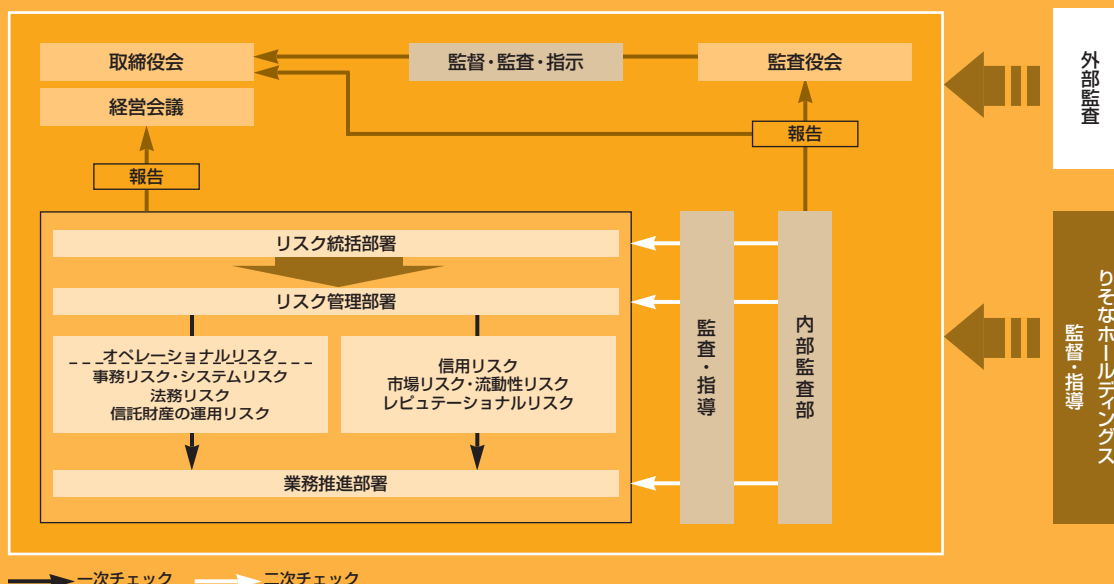 取締役会
監督・監査・指示
監査役会
経営会議
報告
報告
リスク統括部署
リスク管理部署
オペレーショナルリスク
事務リスク・システムリスク
法務リスク
信託財産の運用リスク
信用リスク
市場リスク・流動性リスク
レピュテーショナルリスク
業務推進部署
監査・指導
内部監査部
外部監査
りそなホールディングス
監督・指導
一次チェック
二次チェック